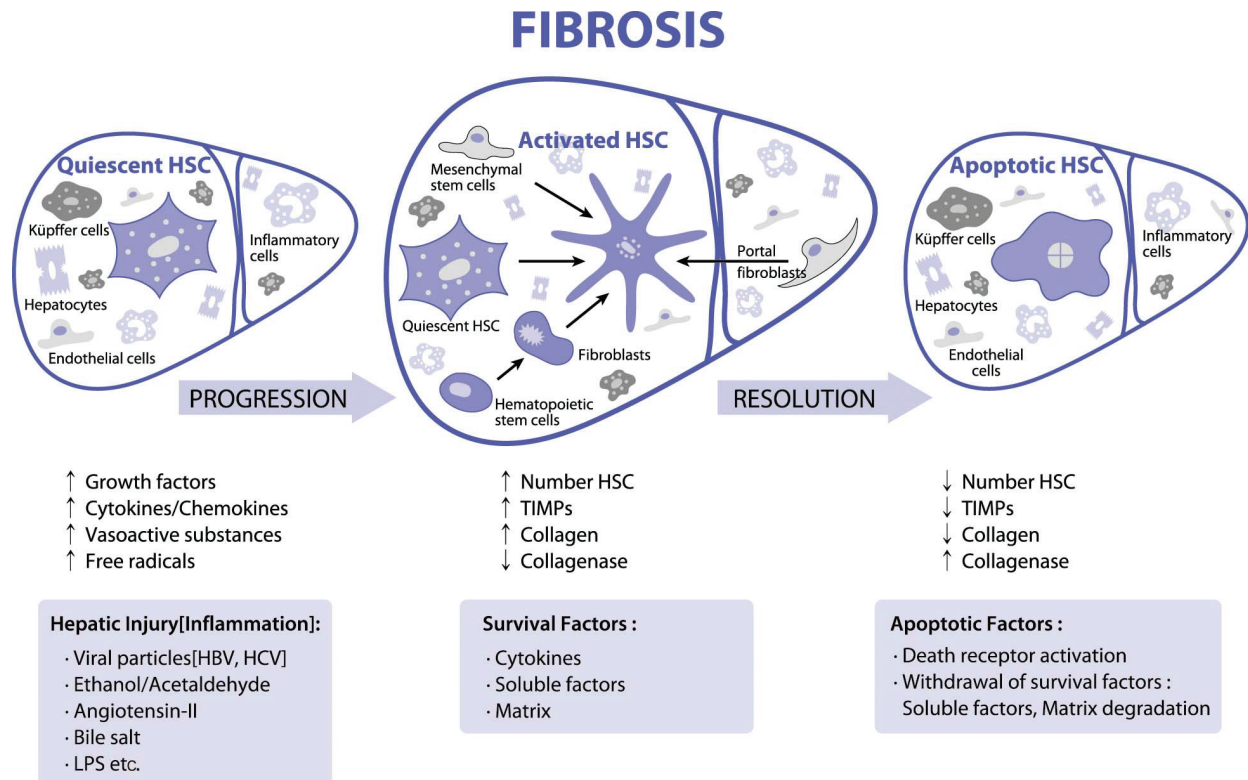 FIBROSIS
Quiescent HSC
Küpffer cells
Inflammatory
cells
Hepatocytes
Endothelial cells
Activated HSC
Mesenchymal
stem cells
Portal
fibroblasts
Quiescent HSC
Fibroblasts
Hematopoietic
stem cells
Apoptotic HSC
Küpffer cells
Inflammatory
cells
Hepatocytes
Endothelial
cells
PROGRESSION
RESOLUTION
↑ Growth factors
↑ Cytokines/Chemokines
↑ Vasoactive substances
↑ Free radicals
↑ Number HSC
↑ TIMPs
↑ Collagen
↓ Collagenase
↓ Number HSC
↓ TIMPs
↓ Collagen
↑ Collagenase
Hepatic Injury[Inflammation]:
· Viral particles[HBV, HCV]
· Ethanol/Acetaldehyde
· Angiotensin-II
· Bile salt
· LPS etc.
Survival Factors :
· Cytokines
· Soluble factors
· Matrix
Apoptotic Factors :
· Death receptor activation
· Withdrawal of survival factors :
Soluble factors, Matrix degradation